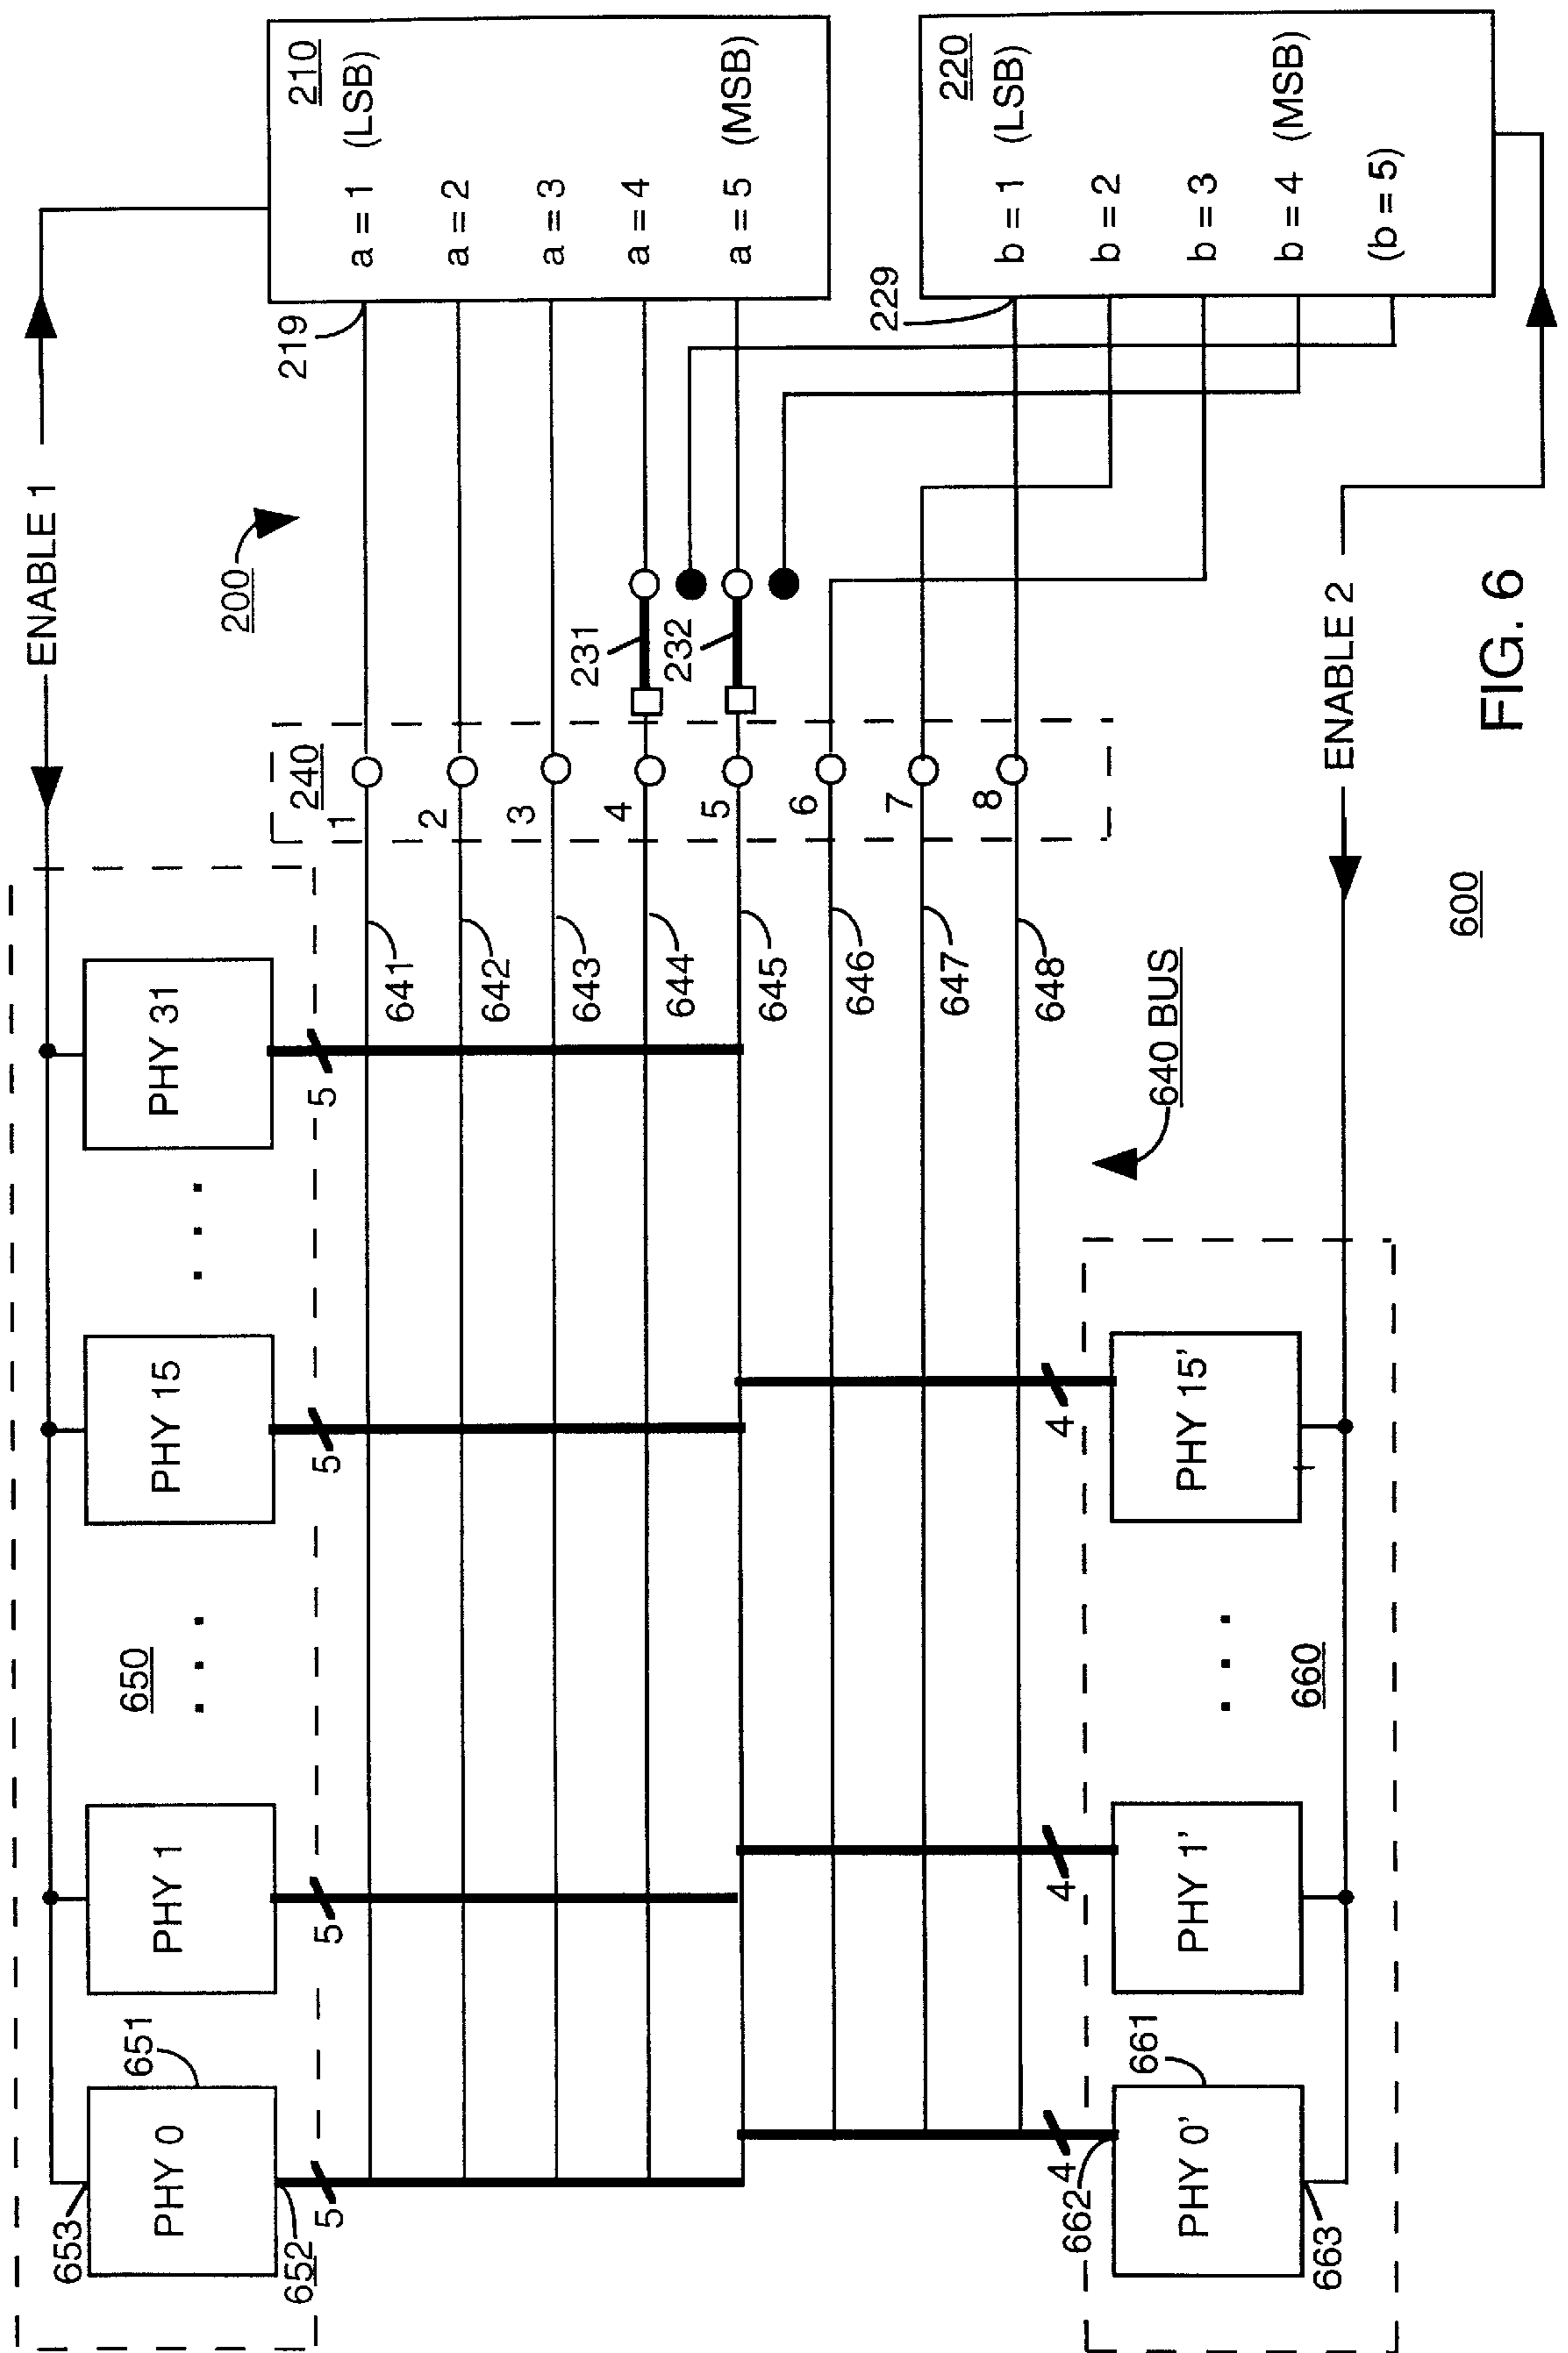 ENABLE 1
210
a = 1 (LSB)
a = 2
a = 3
a = 4
a = 5 (MSB)
219
220
b = 1 (LSB)
b = 2
b = 3
b = 4 (MSB)
(b = 5)
229
200
231
232
240
1
2
3
4
5
6
7
8
641
642
643
644
645
646
647
648
640 BUS
650
PHY 0
PHY 1
PHY 15
PHY 31
651
652
653
5
5
5
5
660
PHY 0'
PHY 1'
PHY 15'
661
662
663
4
4
4
ENABLE 2
600
FIG. 6